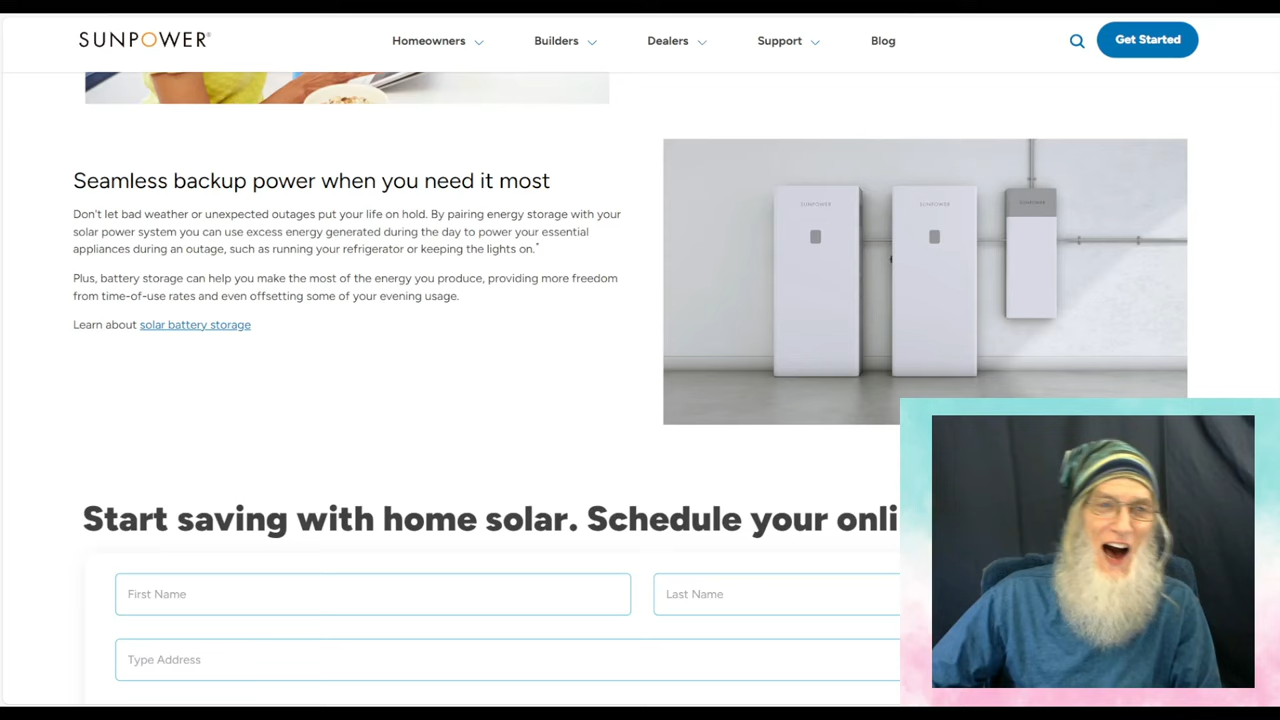 SUNPOWER®
Homeowners
Builders
Dealers
Support
Blog
Get Started
Seamless backup power when you need it most
Don't let bad weather or unexpected outages put your life on hold. By pairing energy storage with your
solar power system you can use excess energy generated during the day to power your essential
appliances during an outage, such as running your refrigerator or keeping the lights on.*
Plus, battery storage can help you make the most of the energy you produce, providing more freedom
from time-of-use rates and even offsetting some of your evening usage.
Learn about solar battery storage
SUNPOWER
SUNPOWER
SUNPOWER
Start saving with home solar. Schedule your onli
First Name
Last Name
Type Address